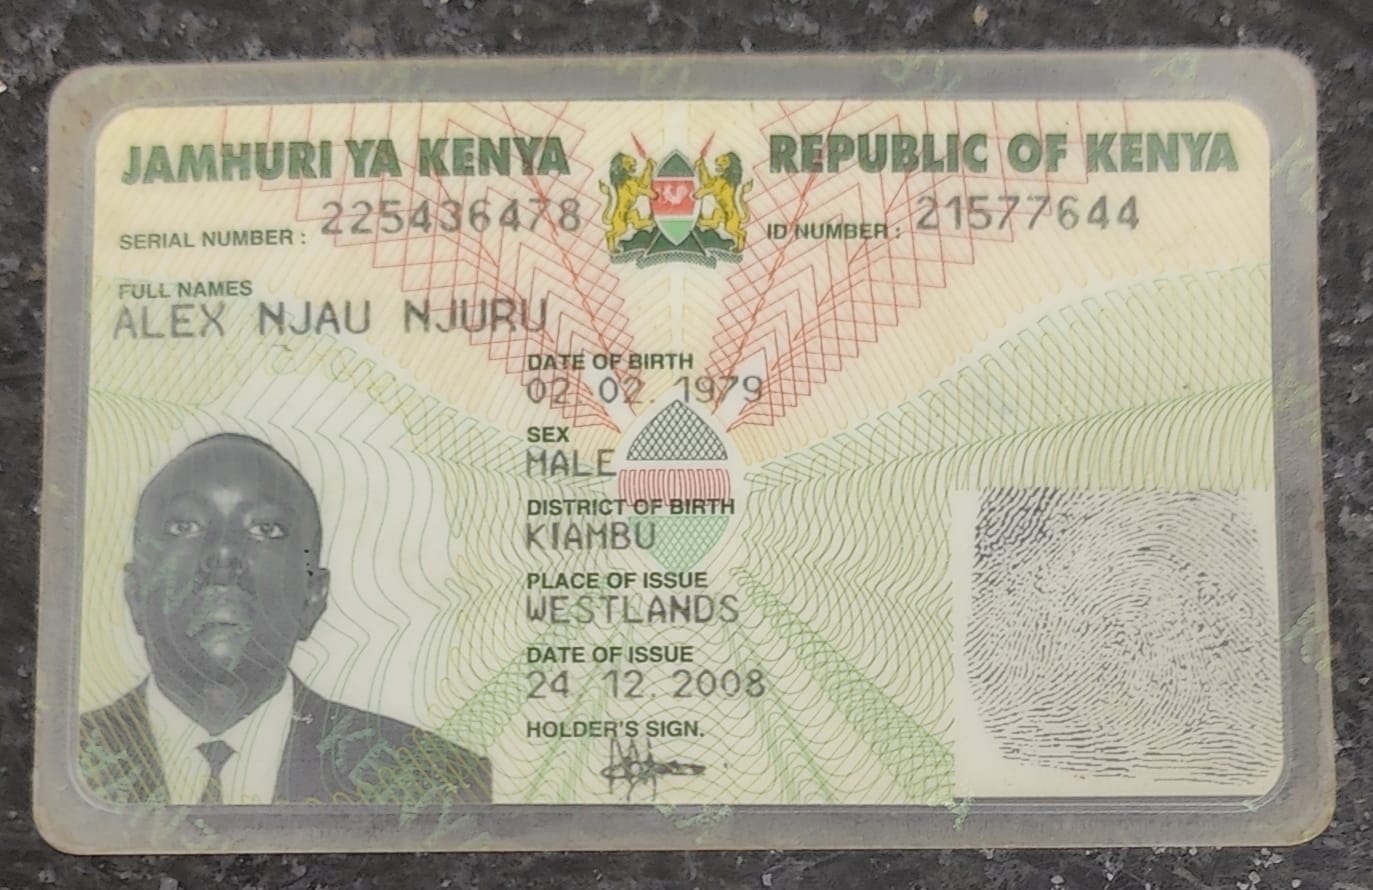 JAMHURI YA KENYA
REPUBLIC OF KENYA
SERIAL NUMBER : 225436478
ID NUMBER : 21577644
FULL NAMES
ALEX NJAU NJURU
DATE OF BIRTH
02 02 1979
SEX
MALE
DISTRICT OF BIRTH
KIAMBU
PLACE OF ISSUE
WESTLANDS
DATE OF ISSUE
24 12. 2008
HOLDER'S SIGN.